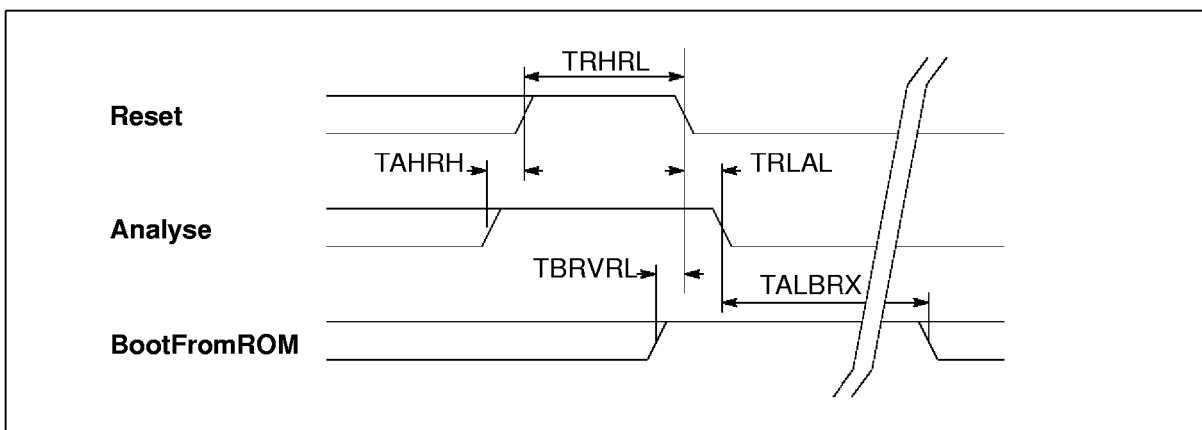 TRHRL
Reset
TAHRH
TRLAL
Analyse
TBRVRL
TALBRX
BootFromROM